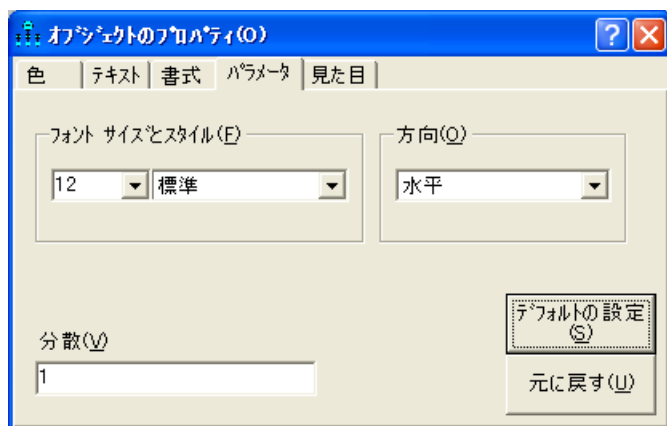 ｵﾌﾞｼﾞｪｸﾄのﾌﾟﾛﾊﾟﾃｨ(O)
色
ﾃｷｽﾄ
書式
ﾊﾟﾗﾒｰﾀ
見た目
ﾌｫﾝﾄ ｻｲｽﾞとｽﾀｲﾙ(F)
方向(O)
12
標準
水平
ﾃﾞﾌｫﾙﾄの設定
(S)
分散(V)
1
元に戻す(U)